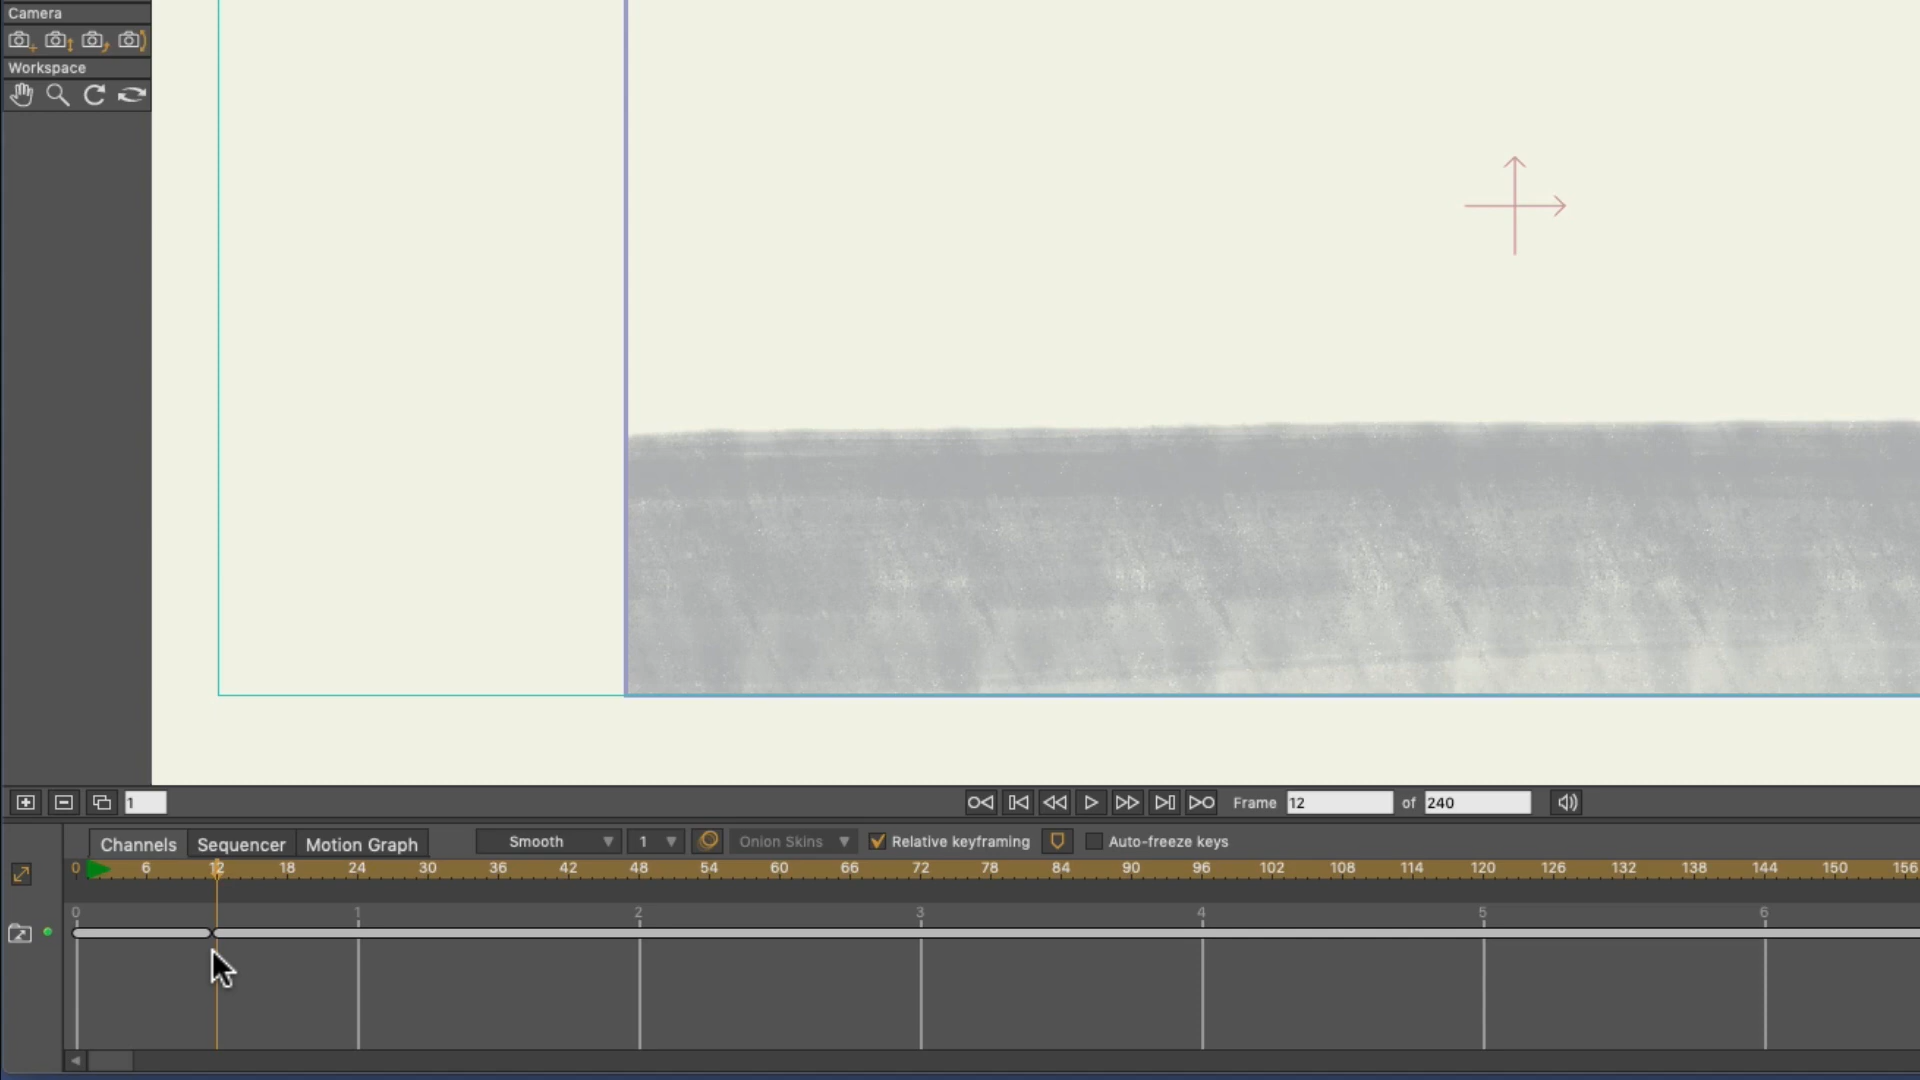 Camera
Workspace
1
Frame 12 of 240
Channels Sequencer Motion Graph Smooth 1 Onion Skins Relative keyframing Auto-freeze keys
0 6 12 18 24 30 36 42 48 54 60 66 72 78 84 90 96 102 108 114 120 126 132 138 144 150 156
0 1 2 3 4 5 6